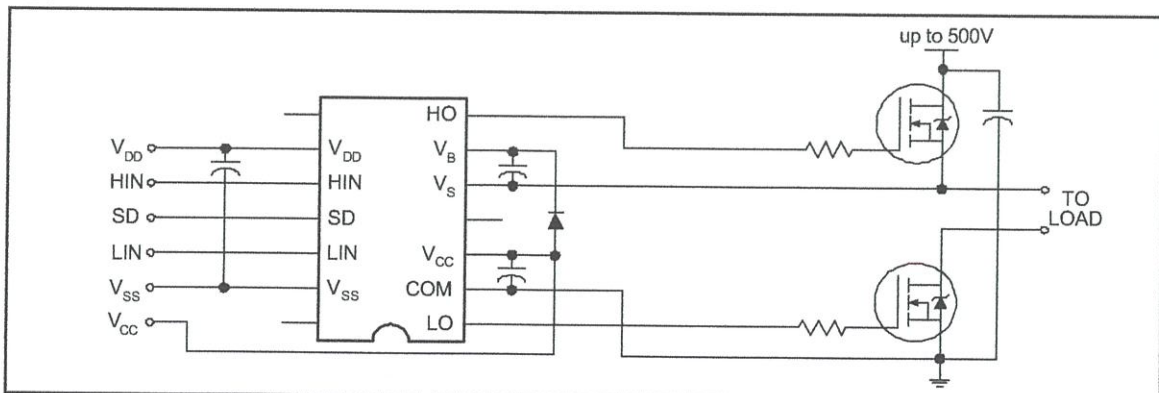 up to 500V
HO
V_DD
V_DD
V_B
HIN
HIN
V_S
SD
SD
TO
LOAD
LIN
LIN
V_CC
V_SS
V_SS
COM
V_CC
LO